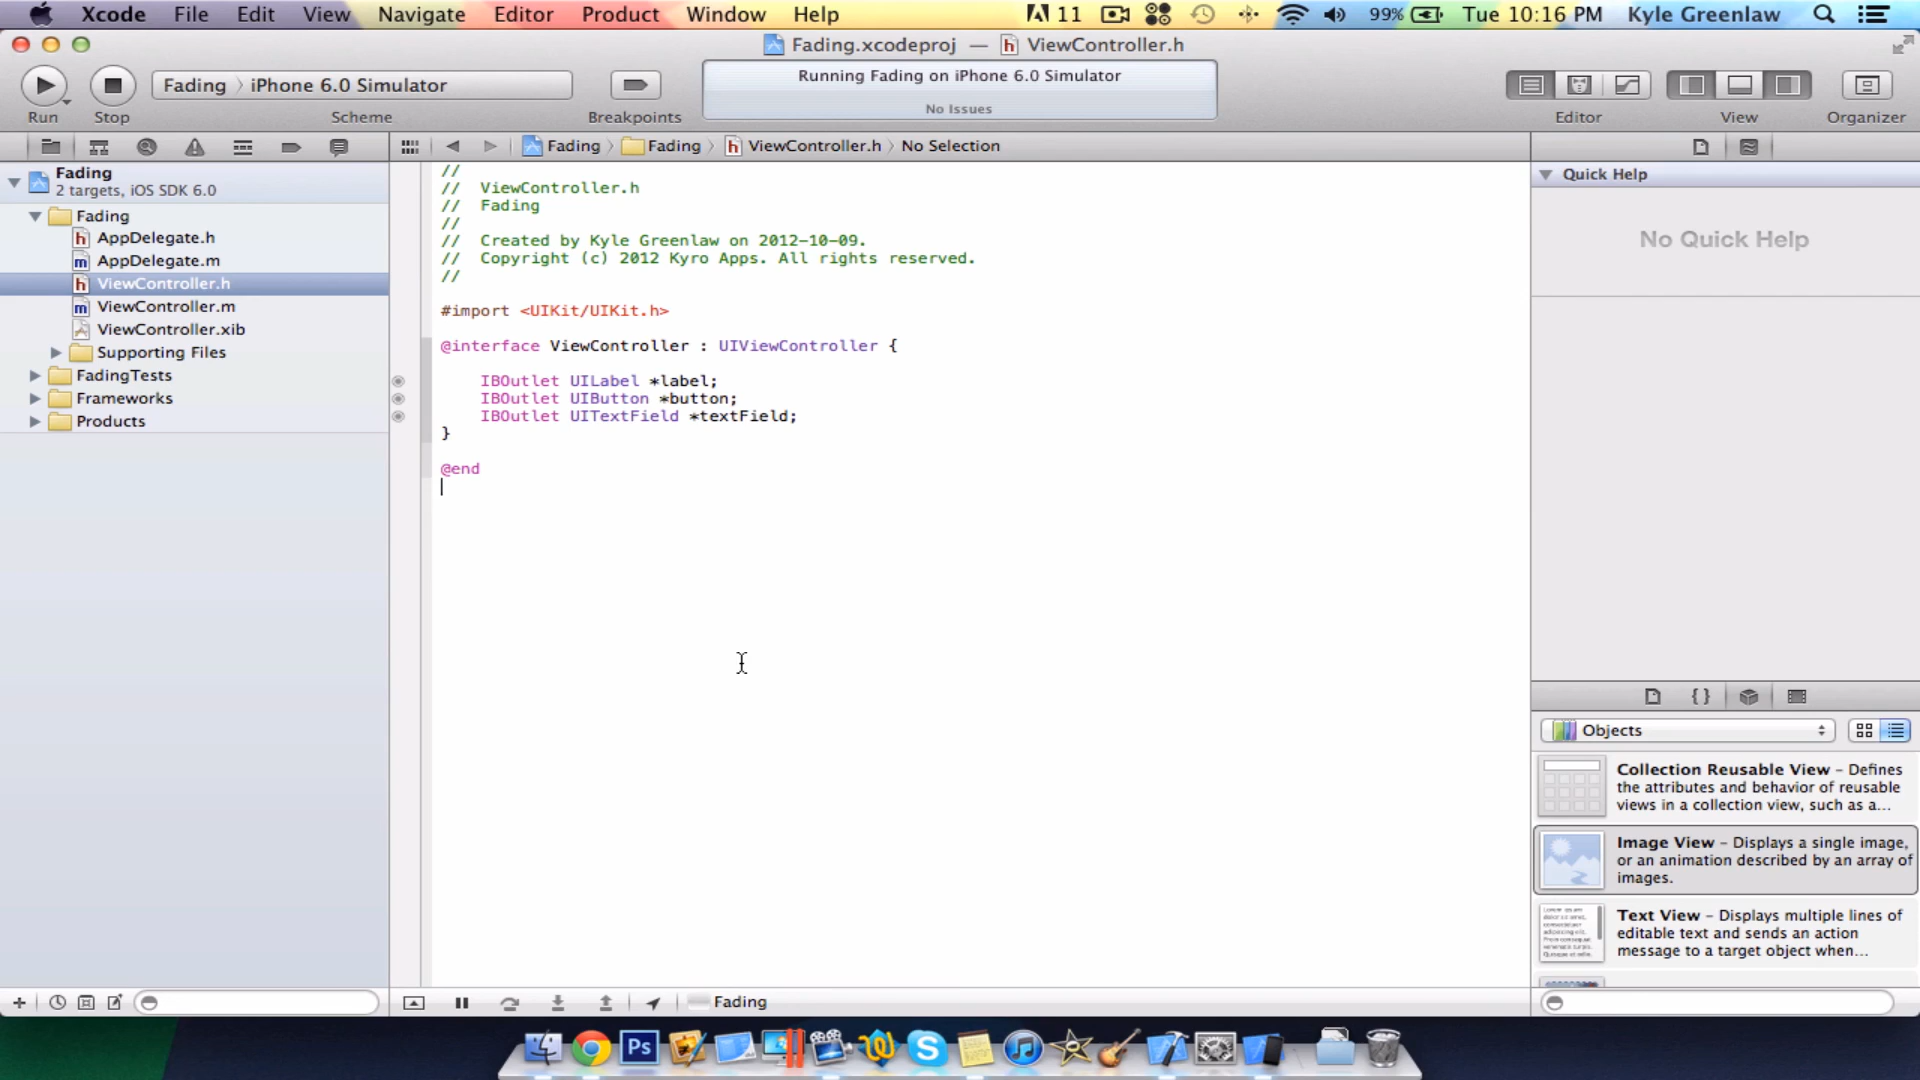 Xcode File Edit View Navigate Editor Product Window Help 11 99% Tue 10:16 PM Kyle Greenlaw
Fading.xcodeproj — ViewController.h
Fading iPhone 6.0 Simulator
Running Fading on iPhone 6.0 Simulator
No Issues
Run Stop Scheme Breakpoints Editor View Organizer
Fading
2 targets, iOS SDK 6.0
Fading
AppDelegate.h
AppDelegate.m
ViewController.h
ViewController.m
ViewController.xib
Supporting Files
FadingTests
Frameworks
Products
Fading Fading ViewController.h No Selection
//
// ViewController.h
// Fading
//
// Created by Kyle Greenlaw on 2012-10-09.
// Copyright (c) 2012 Kyro Apps. All rights reserved.
//
#import <UIKit/UIKit.h>
@interface ViewController : UIViewController {
IBOutlet UILabel *label;
IBOutlet UIButton *button;
IBOutlet UITextField *textField;
}
@end
Fading
Quick Help
No Quick Help
{ }
Objects
Collection Reusable View - Defines
the attributes and behavior of reusable
views in a collection view, such as a...
Image View - Displays a single image,
or an animation described by an array of
images.
Text View - Displays multiple lines of
editable text and sends an action
message to a target object when...
Ps